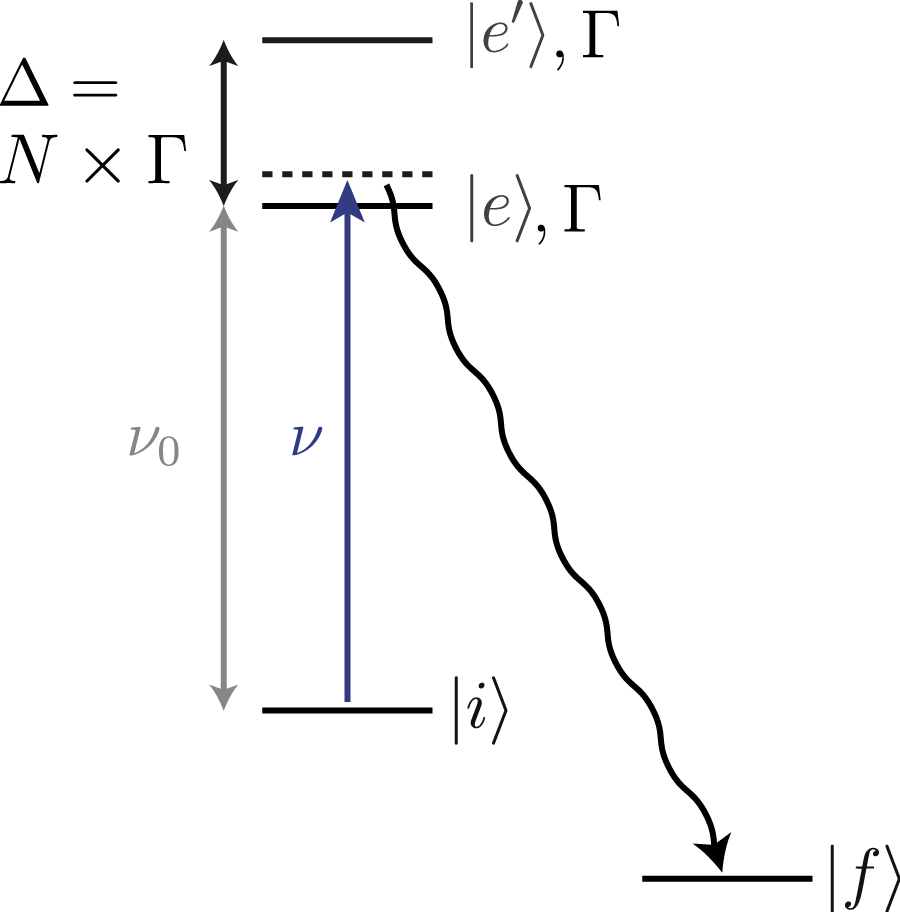 |e′⟩, Γ
Δ =
N × Γ
|e⟩, Γ
ν₀
ν
|i⟩
|f⟩